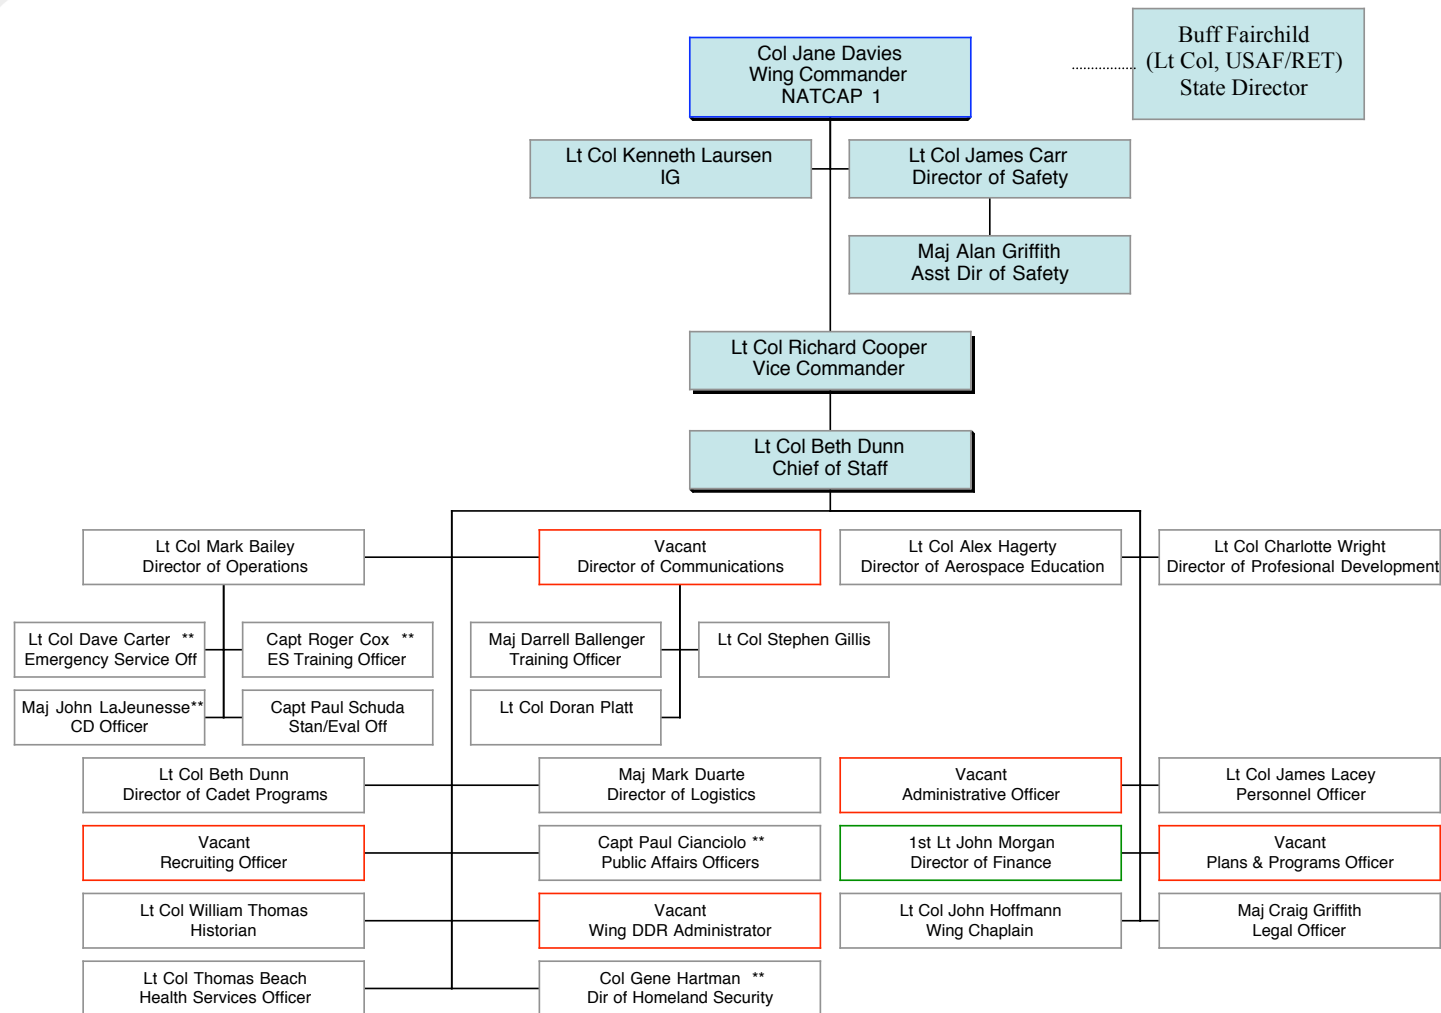 Col Jane Davies
Wing Commander
NATCAP 1
Buff Fairchild
(Lt Col, USAF/RET)
State Director
Lt Col Kenneth Laursen
IG
Lt Col James Carr
Director of Safety
Maj Alan Griffith
Asst Dir of Safety
Lt Col Richard Cooper
Vice Commander
Lt Col Beth Dunn
Chief of Staff
Lt Col Mark Bailey
Director of Operations
Vacant
Director of Communications
Lt Col Alex Hagerty
Director of Aerospace Education
Lt Col Charlotte Wright
Director of Profesional Development
Lt Col Dave Carter **
Emergency Service Off
Capt Roger Cox **
ES Training Officer
Maj Darrell Ballenger
Training Officer
Lt Col Stephen Gillis
Maj John LaJeunesse**
CD Officer
Capt Paul Schuda
Stan/Eval Off
Lt Col Doran Platt
Lt Col Beth Dunn
Director of Cadet Programs
Maj Mark Duarte
Director of Logistics
Vacant
Administrative Officer
Lt Col James Lacey
Personnel Officer
Vacant
Recruiting Officer
Capt Paul Cianciolo **
Public Affairs Officers
1st Lt John Morgan
Director of Finance
Vacant
Plans & Programs Officer
Lt Col William Thomas
Historian
Vacant
Wing DDR Administrator
Lt Col John Hoffmann
Wing Chaplain
Maj Craig Griffith
Legal Officer
Lt Col Thomas Beach
Health Services Officer
Col Gene Hartman **
Dir of Homeland Security